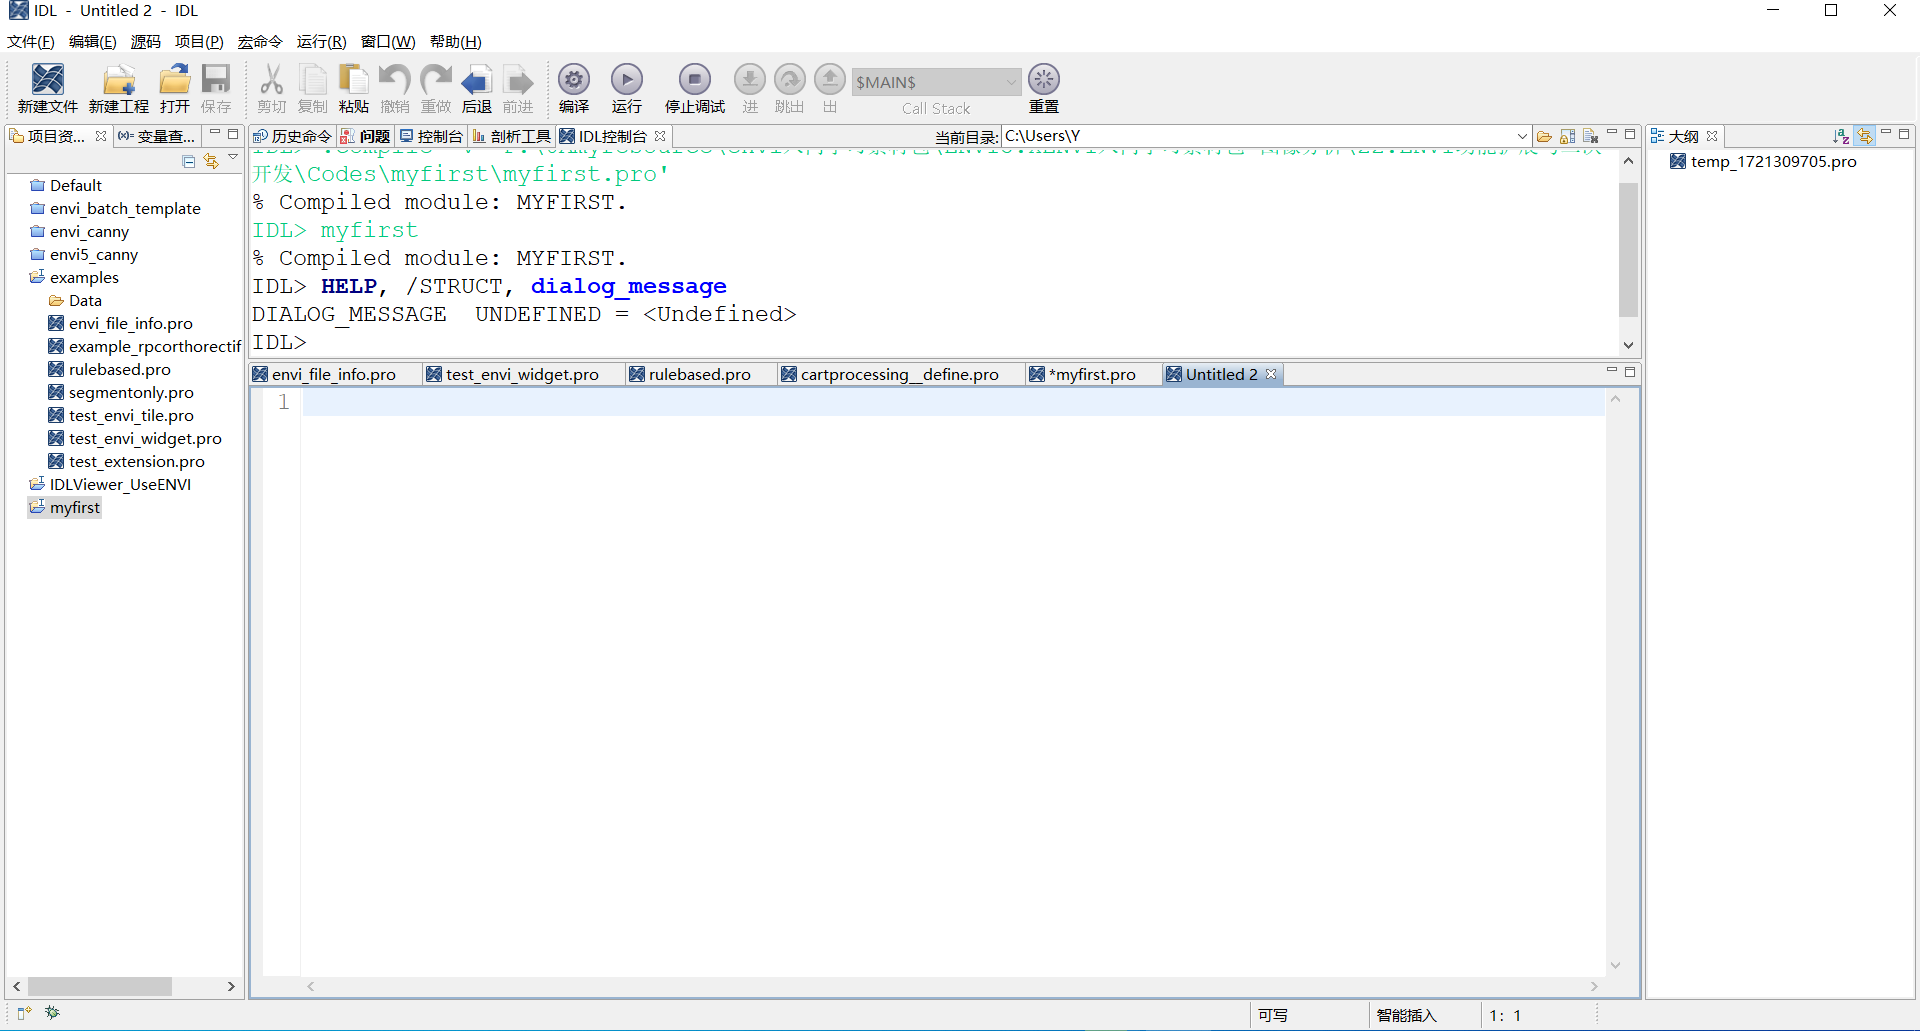 IDL - Untitled 2 - IDL
文件(F) 编辑(E) 源码 项目(P) 宏命令 运行(R) 窗口(W) 帮助(H)
新建文件 新建工程 打开 保存 剪切 复制 粘贴 撤销 重做 后退 前进 编译 运行 停止调试 进 跳出 出 $MAIN$ Call Stack 重置
项目资... 变量查...
历史命令 问题 控制台 剖析工具 IDL控制台 当前目录: C:\Users\Y
大纲
Default
envi_batch_template
envi_canny
envi5_canny
examples
Data
envi_file_info.pro
example_rpcorthorectif
rulebased.pro
segmentonly.pro
test_envi_tile.pro
test_envi_widget.pro
test_extension.pro
IDLViewer_UseENVI
myfirst
开发\Codes\myfirst\myfirst.pro'
% Compiled module: MYFIRST.
IDL> myfirst
% Compiled module: MYFIRST.
IDL> HELP, /STRUCT, dialog_message
DIALOG_MESSAGE UNDEFINED = <Undefined>
IDL>
envi_file_info.pro test_envi_widget.pro rulebased.pro cartprocessing__define.pro *myfirst.pro Untitled 2
1
temp_1721309705.pro
可写 智能插入 1: 1